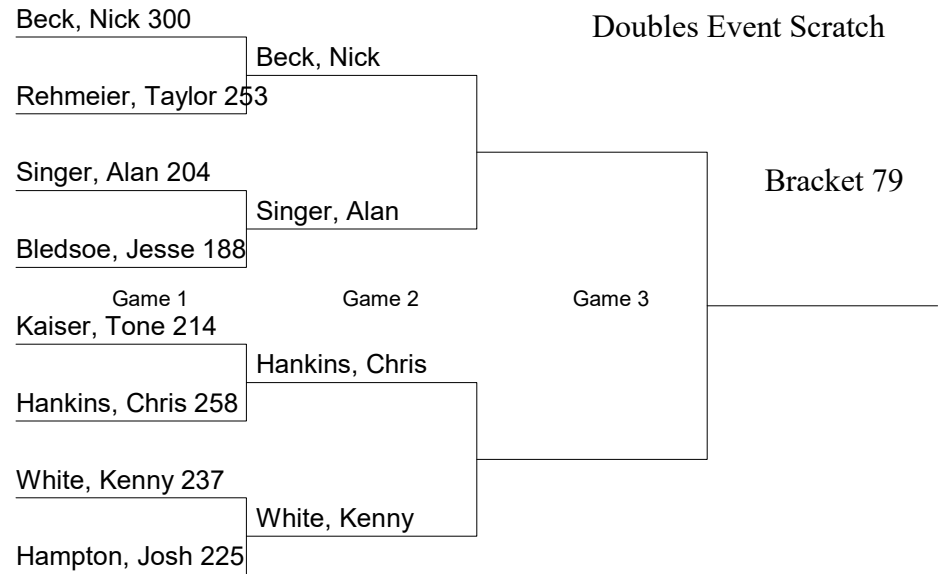 Beck, Nick 300
Doubles Event Scratch
Beck, Nick
Rehmeier, Taylor 253
Singer, Alan 204
Bracket 79
Singer, Alan
Bledsoe, Jesse 188
Game 1
Game 2
Game 3
Kaiser, Tone 214
Hankins, Chris
Hankins, Chris 258
White, Kenny 237
White, Kenny
Hampton, Josh 225